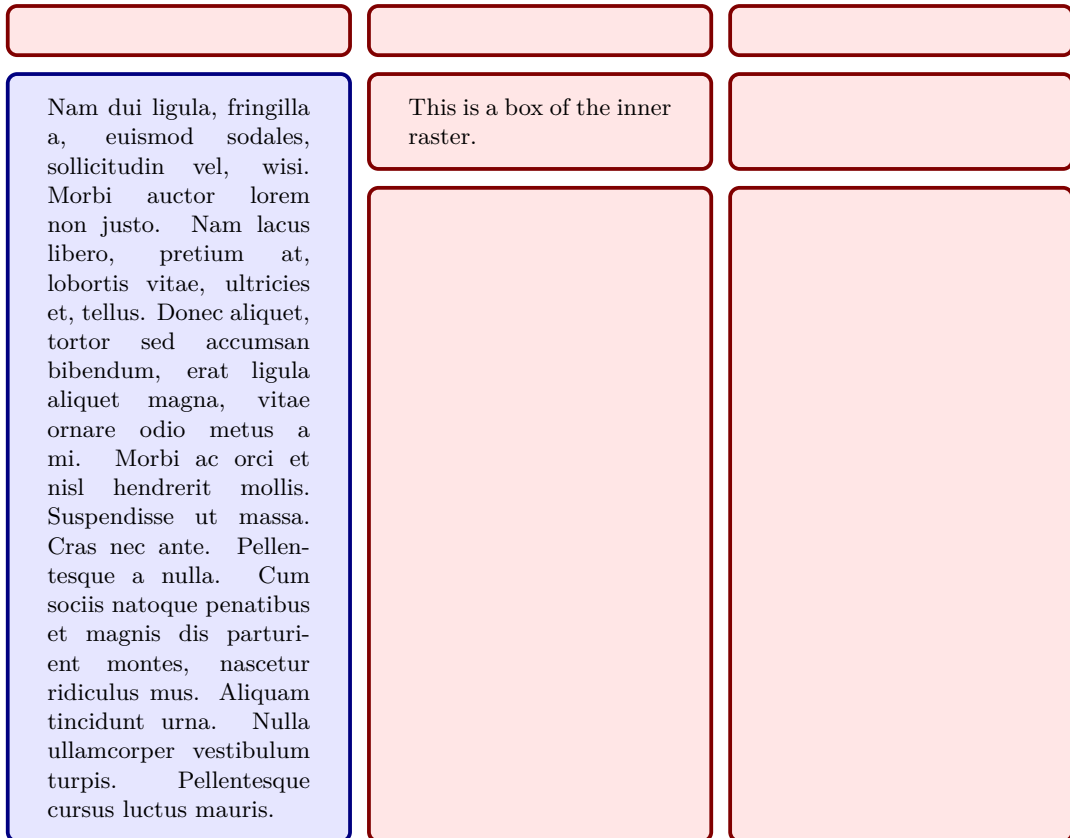 Nam dui ligula, fringilla
a, euismod sodales,
sollicitudin vel, wisi.
Morbi auctor lorem
non justo. Nam lacus
libero, pretium at,
lobortis vitae, ultricies
et, tellus. Donec aliquet,
tortor sed accumsan
bibendum, erat ligula
aliquet magna, vitae
ornare odio metus a
mi. Morbi ac orci et
nisl hendrerit mollis.
Suspendisse ut massa.
Cras nec ante. Pellen-
tesque a nulla. Cum
sociis natoque penatibus
et magnis dis parturi-
ent montes, nascetur
ridiculus mus. Aliquam
tincidunt urna. Nulla
ullamcorper vestibulum
turpis. Pellentesque
cursus luctus mauris.
This is a box of the inner
raster.